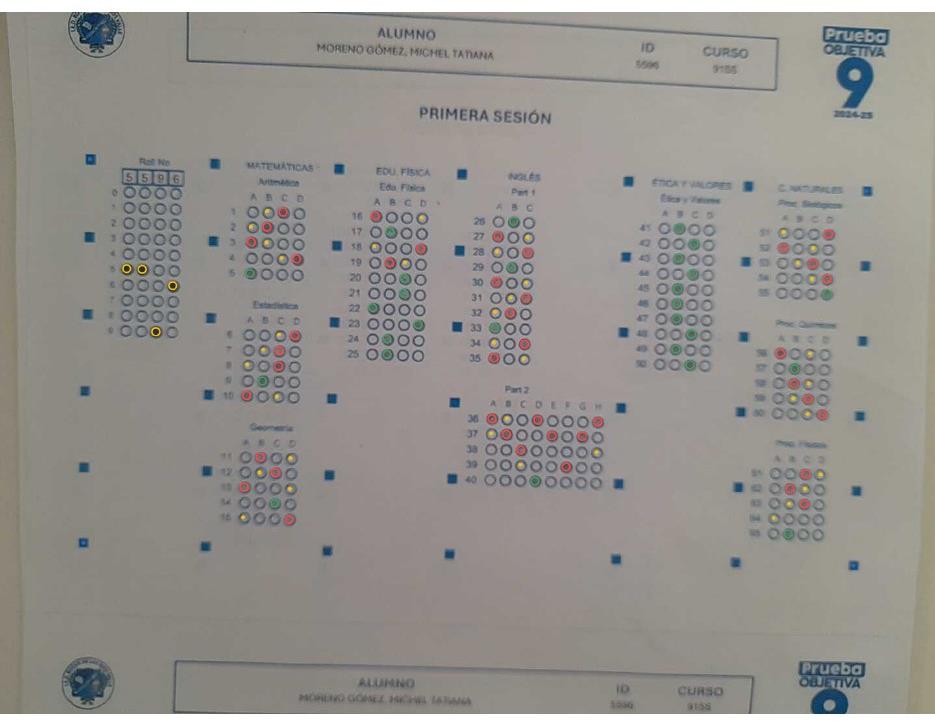 ALUMNO
MORENO GÓMEZ, MICHEL TATIANA
ID
5596
CURSO
9155
Prueba
OBJETIVA
9
2024-25
PRIMERA SESIÓN
Roll No
5 5 9 6
0
1
2
3
4
5
6
7
8
9
MATEMÁTICAS
Aritmética
A B C D
1
2
3
4
5
Estadística
A B C D
6
7
8
9
10
Geometría
A B C D
11
12
13
14
15
EDU. FÍSICA
Edu. Física
A B C D
16
17
18
19
20
21
22
23
24
25
INGLÉS
Part 1
A B C
26
27
28
29
30
31
32
33
34
35
Part 2
A B C D E F G H
36
37
38
39
40
ÉTICA Y VALORES
Ética y Valores
A B C D
41
42
43
44
45
46
47
48
49
50
C. NATURALES
Proc. Biológicos
A B C D
51
52
53
54
55
Proc. Químicos
A B C D
56
57
58
59
60
Proc. Físicos
A B C D
61
62
63
64
65
ALUMNO
MORENO GÓMEZ, MICHEL TATIANA
ID
5596
CURSO
9155
Prueba
OBJETIVA